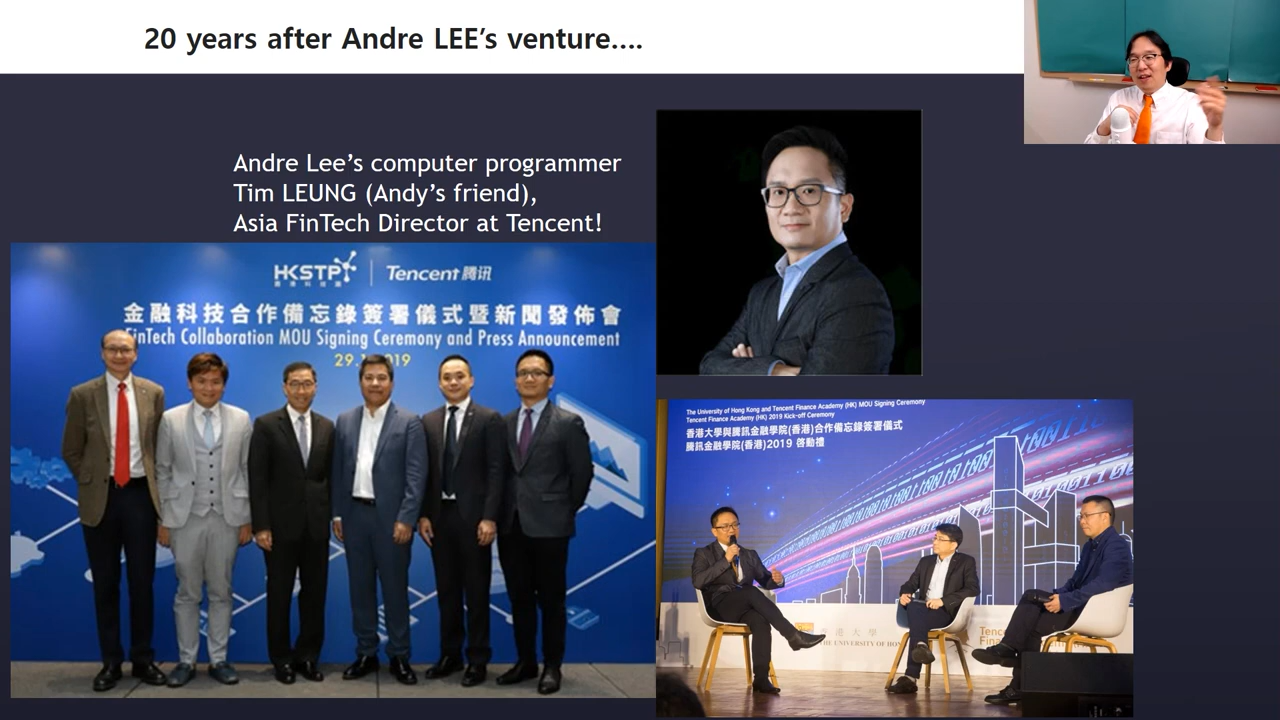 20 years after Andre LEE’s venture....
Andre Lee’s computer programmer
Tim LEUNG (Andy’s friend),
Asia FinTech Director at Tencent!
HKSTP
Tencent 腾讯
金融科技合作備忘錄簽署儀式暨新聞發佈會
FinTech Collaboration MOU Signing Ceremony and Press Announcement
The University of Hong Kong and Tencent Finance Academy (HK) MOU Signing Ceremony
Tencent Finance Academy (HK) 2019 Kick-off Ceremony
香港大學與騰訊金融學院(香港)合作備忘錄簽署儀式
騰訊金融學院(香港)2019 啓動禮